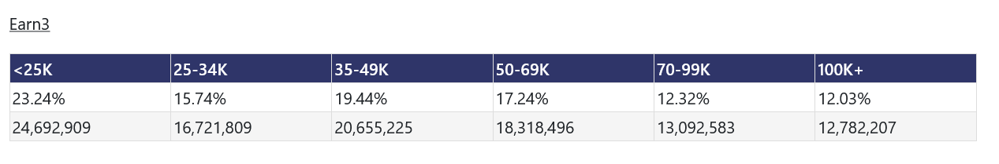 Earn3
<25K 25-34K 35-49K 50-69K 70-99K 100K+
23.24% 15.74% 19.44% 17.24% 12.32% 12.03%
24,692,909 16,721,809 20,655,225 18,318,496 13,092,583 12,782,207